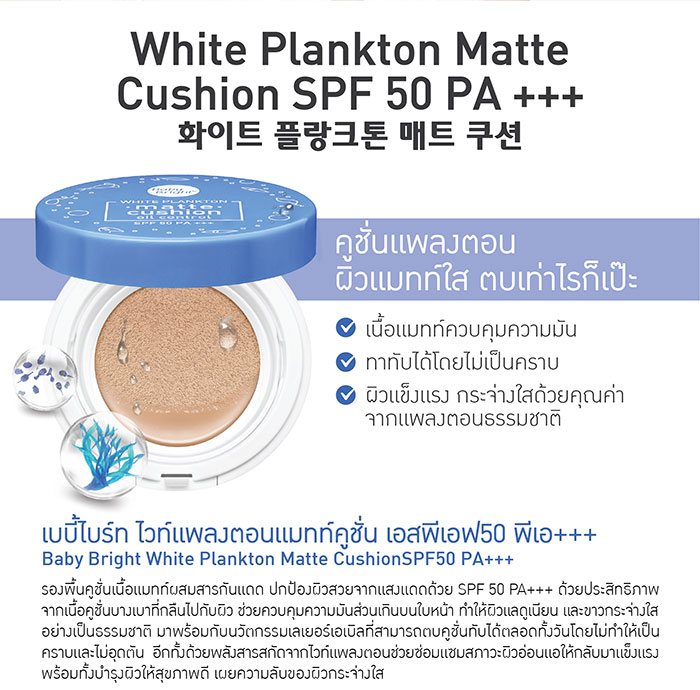 White Plankton Matte
Cushion SPF 50 PA +++
화이트 플랑크톤 매트 쿠션
Baby
Bright
WHITE PLANKTON
matte
cushion
oil control
SPF 50 PA +++
คูชั่นแพลงตอน
ผิวแมทท์ใส ตบเท่าไรก็เป๊ะ
เนื้อแมทท์ควบคุมความมัน
ทาทับได้โดยไม่เป็นคราบ
ผิวแข็งแรง กระจ่างใสด้วยคุณค่า
จากแพลงตอนธรรมชาติ
เบบี้ไบร์ท ไวท์แพลงตอนแมทท์คูชั่น เอสพีเอฟ50 พีเอ+++
Baby Bright White Plankton Matte CushionSPF50 PA+++
รองพื้นคูชั่นเนื้อแมทท์ผสมสารกันแดด ปกป้องผิวสวยจากแสงแดดด้วย SPF 50 PA+++ ด้วยประสิทธิภาพ
จากเนื้อคูชั่นบางเบาที่กลืนไปกับผิว ช่วยควบคุมความมันส่วนเกินบนใบหน้า ทำให้ผิวแลดูเนียน และขาวกระจ่างใส
อย่างเป็นธรรมชาติ มาพร้อมกับนวัตกรรมเลเยอร์เอเบิลที่สามารถตบคูชั่นทับได้ตลอดทั้งวันโดยไม่ทำให้เป็น
คราบและไม่อุดตัน อีกทั้งด้วยพลังสารสกัดจากไวท์แพลงตอนช่วยซ่อมแซมสภาวะผิวอ่อนแอให้กลับมาแข็งแรง
พร้อมทั้งบำรุงผิวให้สุขภาพดี เผยความลับของผิวกระจ่างใส